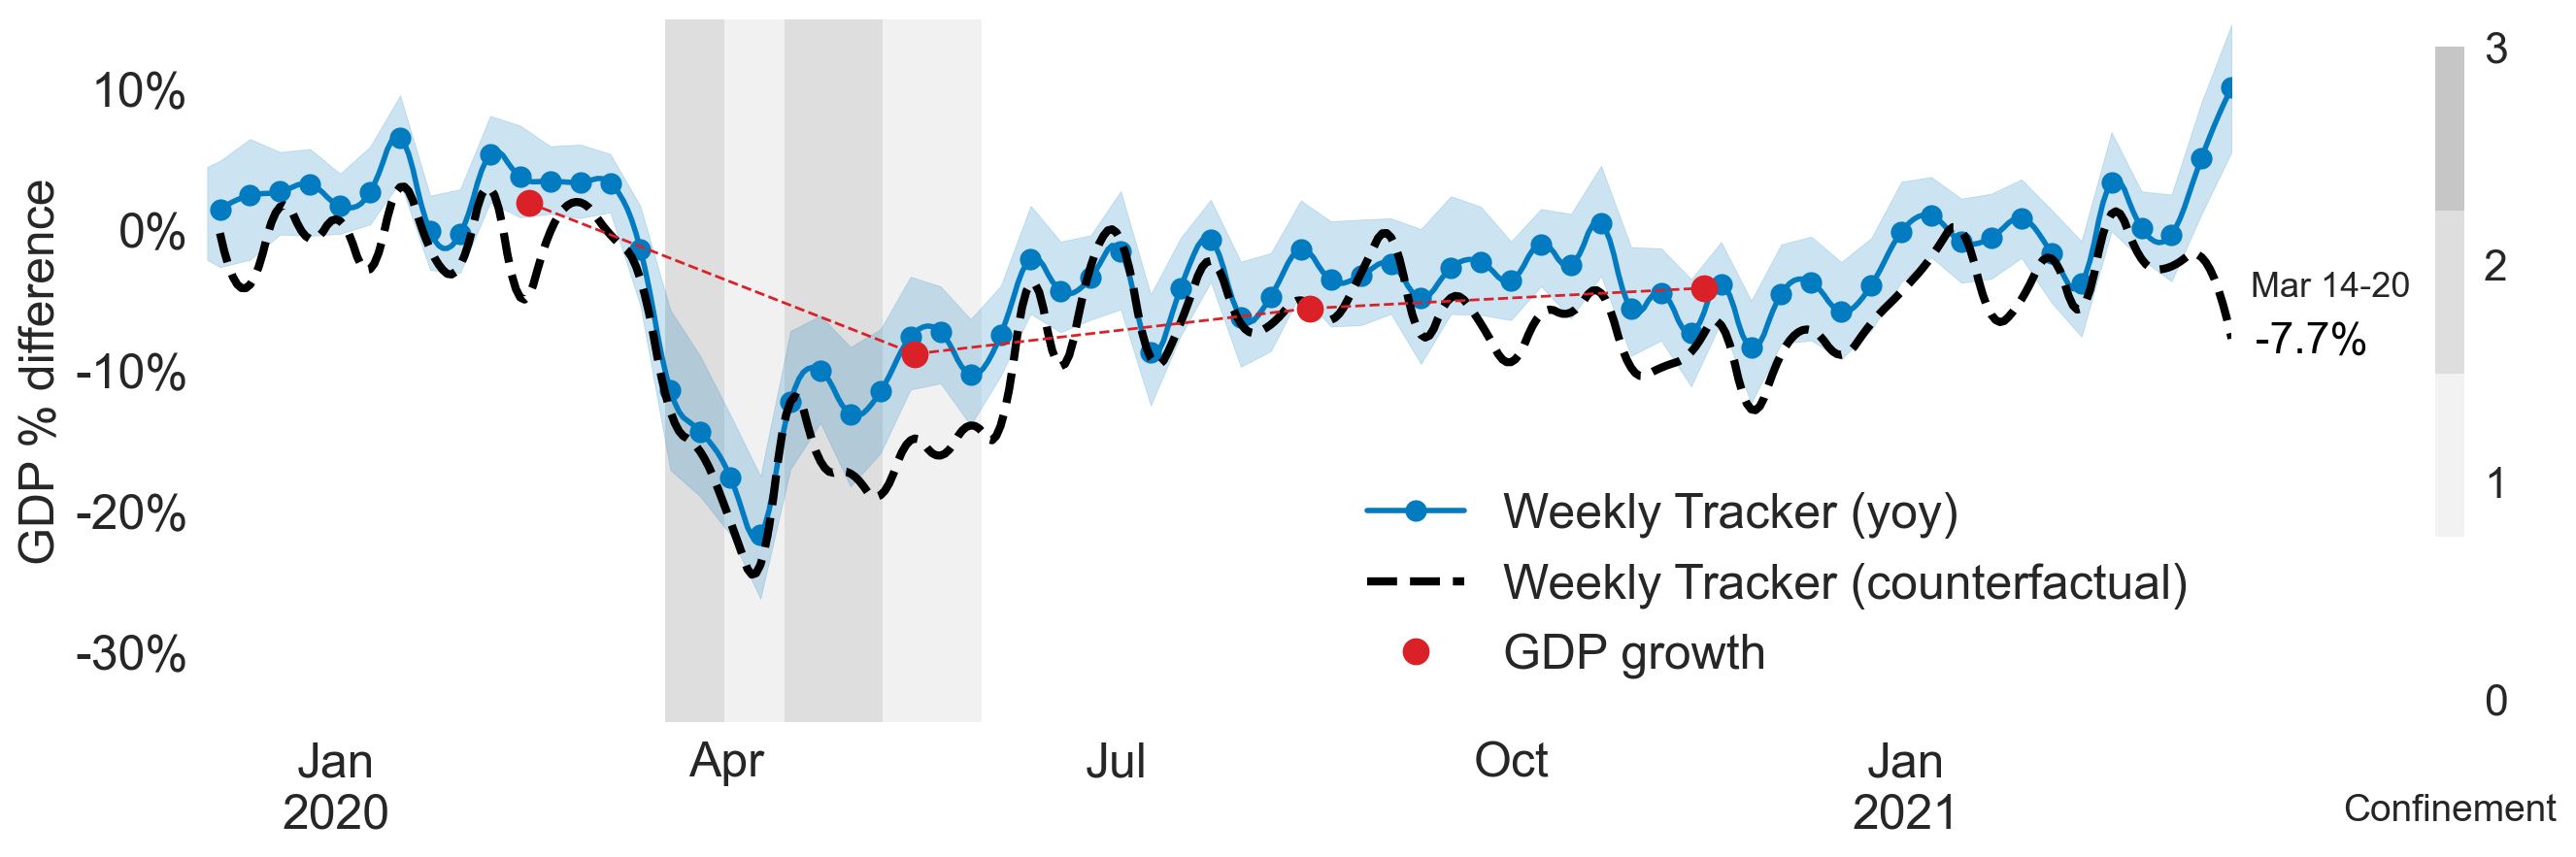 GDP % difference
10%
0%
-10%
-20%
-30%
Jan
2020
Apr
Jul
Oct
Jan
2021
Weekly Tracker (yoy)
Weekly Tracker (counterfactual)
GDP growth
Mar 14-20
-7.7%
3
2
1
0
Confinement